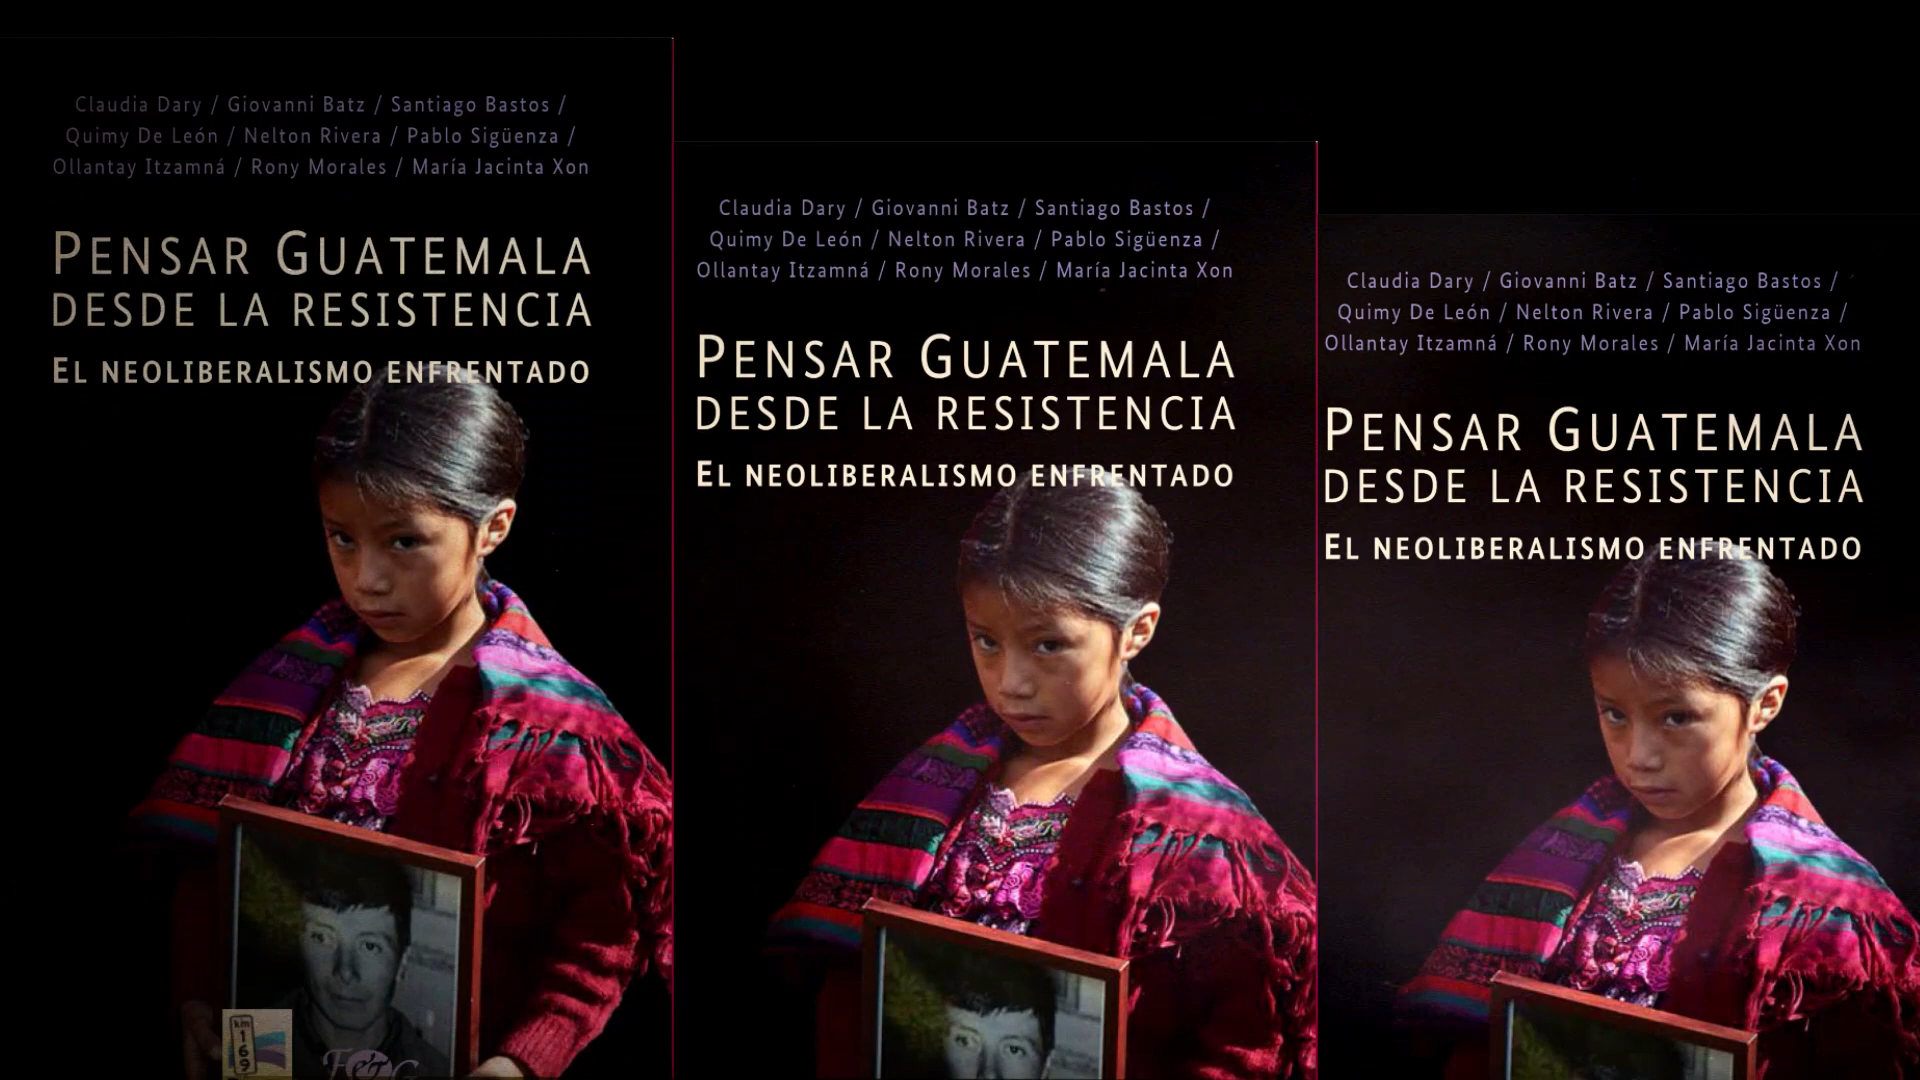 Claudia Dary / Giovanni Batz / Santiago Bastos /
Quimy De León / Nelton Rivera / Pablo Sigüenza /
Ollantay Itzamná / Rony Morales / María Jacinta Xon
PENSAR GUATEMALA
DESDE LA RESISTENCIA
EL NEOLIBERALISMO ENFRENTADO
km
1
6
9
F&G
Claudia Dary / Giovanni Batz / Santiago Bastos /
Quimy De León / Nelton Rivera / Pablo Sigüenza /
Ollantay Itzamná / Rony Morales / María Jacinta Xon
PENSAR GUATEMALA
DESDE LA RESISTENCIA
EL NEOLIBERALISMO ENFRENTADO
Claudia Dary / Giovanni Batz / Santiago Bastos /
Quimy De León / Nelton Rivera / Pablo Sigüenza /
Ollantay Itzamná / Rony Morales / María Jacinta Xon
PENSAR GUATEMALA
DESDE LA RESISTENCIA
EL NEOLIBERALISMO ENFRENTADO